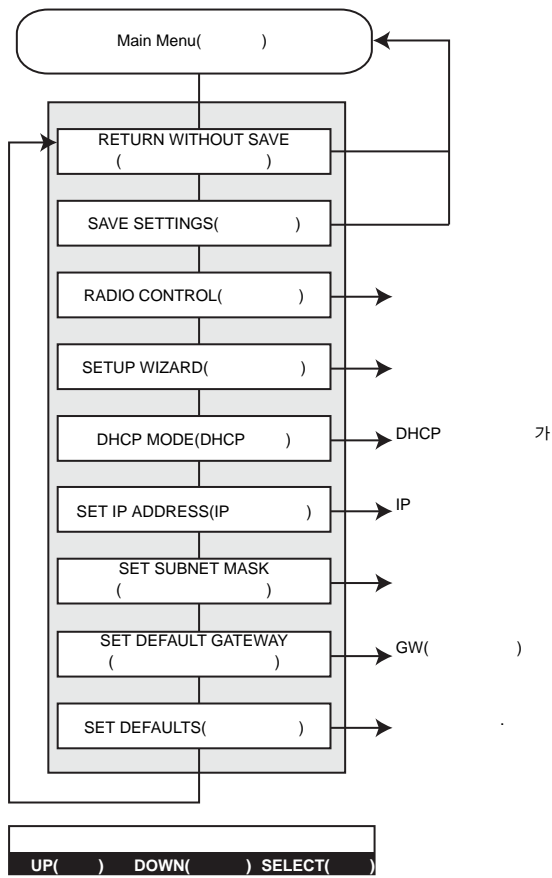 Main Menu( )
RETURN WITHOUT SAVE
( )
SAVE SETTINGS( )
RADIO CONTROL( )
SETUP WIZARD( )
DHCP MODE(DHCP )
DHCP 가
SET IP ADDRESS(IP )
IP
SET SUBNET MASK
( )
SET DEFAULT GATEWAY
( )
GW( )
SET DEFAULTS( )
.
UP( ) DOWN( ) SELECT( )